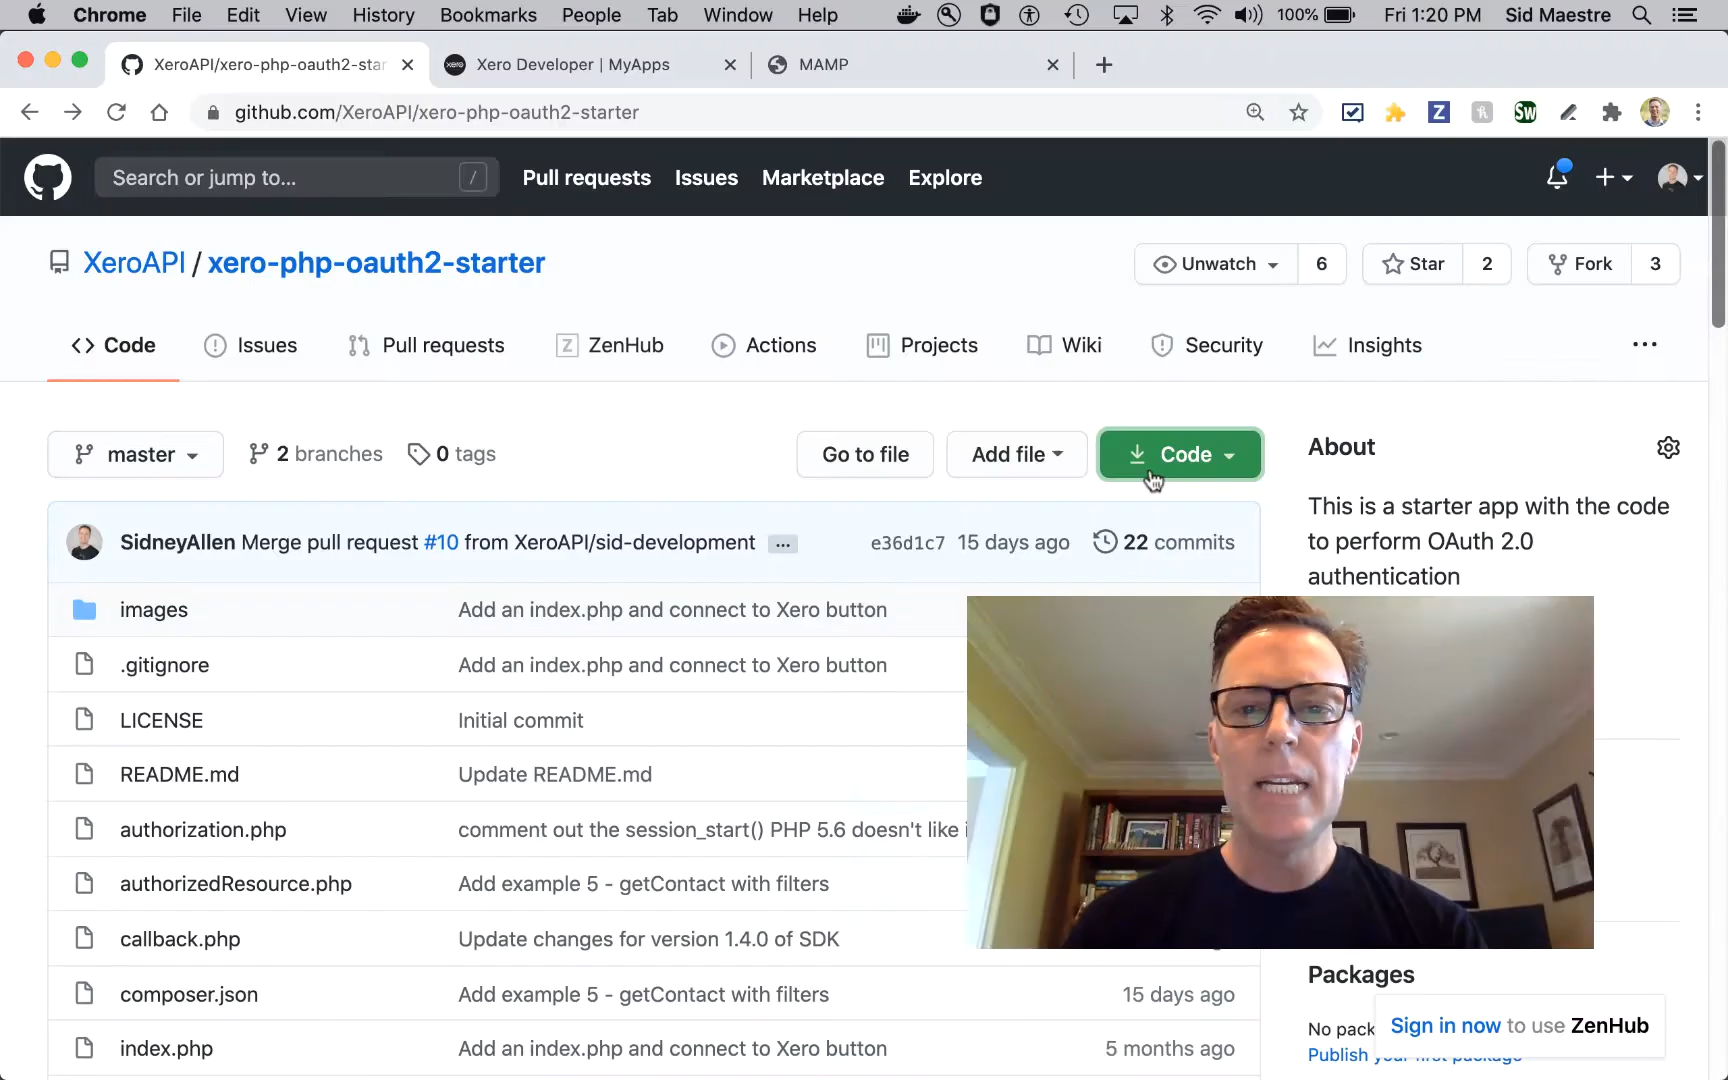 Chrome File Edit View History Bookmarks People Tab Window Help 100% Fri 1:20 PM Sid Maestre
XeroAPI/xero-php-oauth2-star Xero Developer | MyApps MAMP
github.com/XeroAPI/xero-php-oauth2-starter
Search or jump to... / Pull requests Issues Marketplace Explore
XeroAPI / xero-php-oauth2-starter Unwatch 6 Star 2 Fork 3
Code Issues Pull requests ZenHub Actions Projects Wiki Security Insights
master 2 branches 0 tags Go to file Add file Code
SidneyAllen Merge pull request #10 from XeroAPI/sid-development ... e36d1c7 15 days ago 22 commits
images Add an index.php and connect to Xero button
.gitignore Add an index.php and connect to Xero button
LICENSE Initial commit
README.md Update README.md
authorization.php comment out the session_start() PHP 5.6 doesn't like
authorizedResource.php Add example 5 - getContact with filters
callback.php Update changes for version 1.4.0 of SDK
composer.json Add example 5 - getContact with filters 15 days ago
index.php Add an index.php and connect to Xero button 5 months ago
About
This is a starter app with the code
to perform OAuth 2.0
authentication
Packages
No pack
Sign in now to use ZenHub
Publish your first package